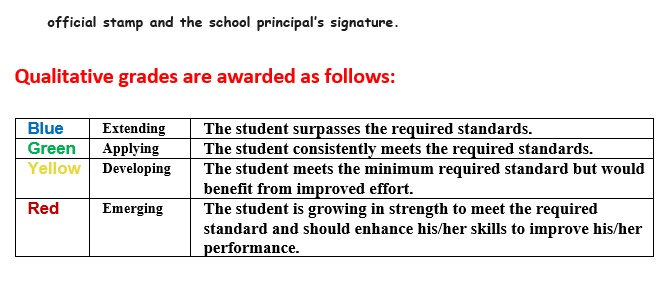 official stamp and the school principal's signature.
Qualitative grades are awarded as follows:
Blue Extending The student surpasses the required standards.
Green Applying The student consistently meets the required standards.
Yellow Developing The student meets the minimum required standard but would
benefit from improved effort.
Red Emerging The student is growing in strength to meet the required
standard and should enhance his/her skills to improve his/her
performance.